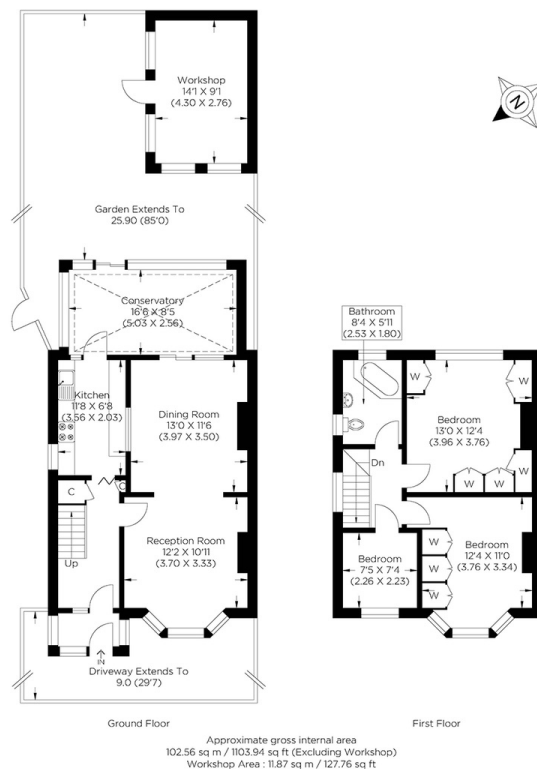 Workshop
14'1 X 9'1
(4.30 X 2.76)
N
Garden Extends To
25.90 (85'0)
Conservatory
16'6 X 8'5
(5.03 X 2.56)
Kitchen
11'8 X 6'8
(3.56 X 2.03)
Dining Room
13'0 X 11'6
(3.97 X 3.50)
C
C
Up
Reception Room
12'2 X 10'11
(3.70 X 3.33)
IN
Driveway Extends To
9.0 (29'7)
Ground Floor
Bathroom
8'4 X 5'11
(2.53 X 1.80)
W
W
Bedroom
13'0 X 12'4
(3.96 X 3.76)
Dn
W
W
W
Bedroom
7'5 X 7'4
(2.26 X 2.23)
W
W
W
Bedroom
12'4 X 11'0
(3.76 X 3.34)
First Floor
Approximate gross internal area
102.56 sq m / 1103.94 sq ft (Excluding Workshop)
Workshop Area : 11.87 sq m / 127.76 sq ft